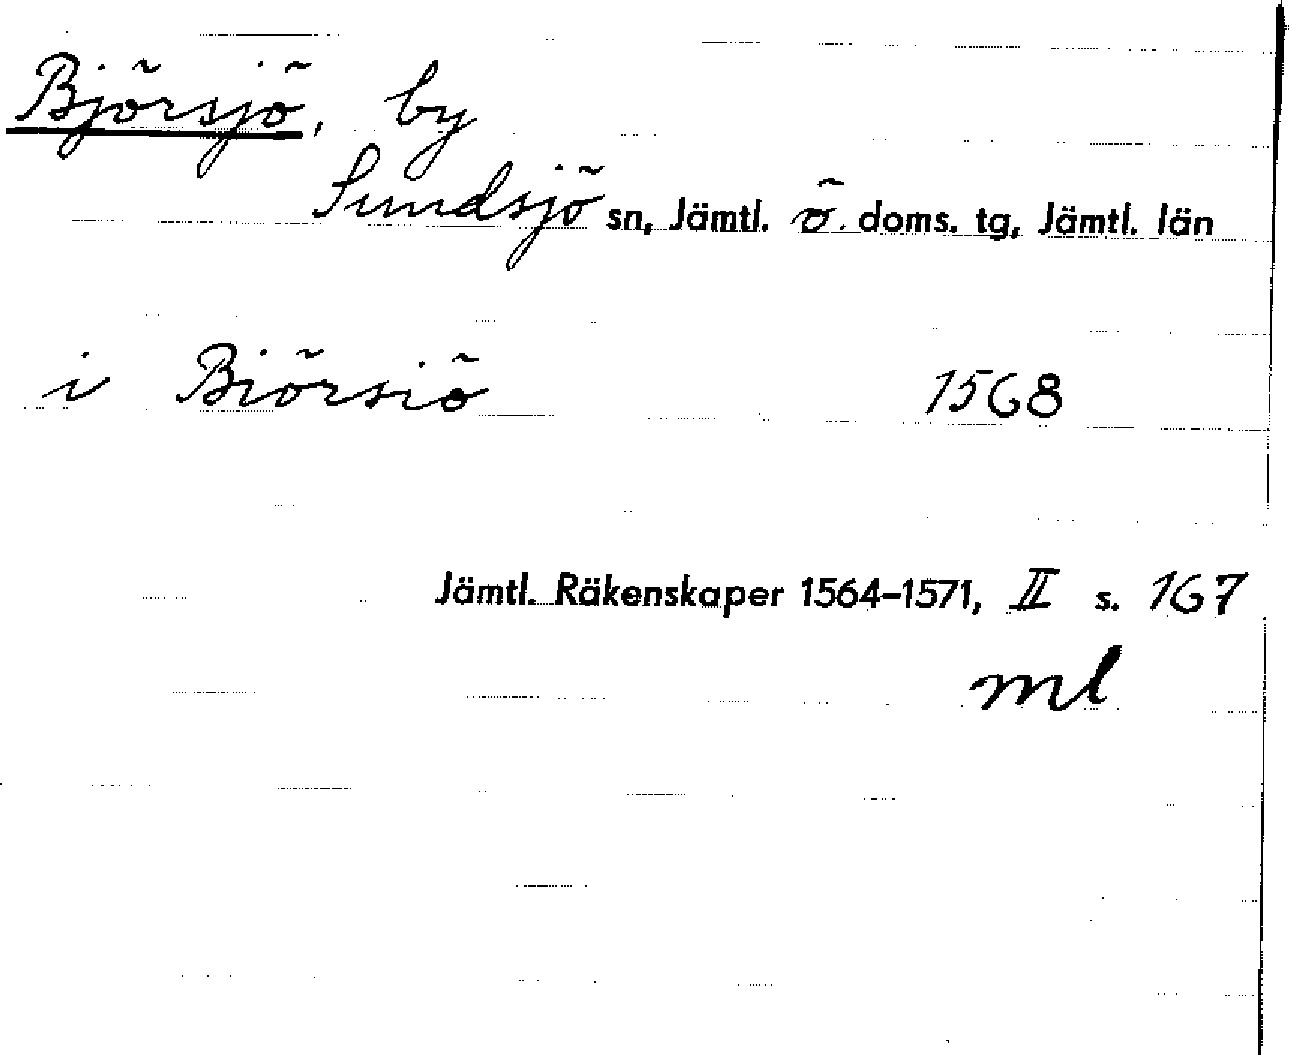 Björsjö, by
Sundsjö sn, Jämtl. ö. doms. tg, Jämtl. län
i Biörsiö 1568
Jämtl. Räkenskaper 1564–1571, II s. 167
ml